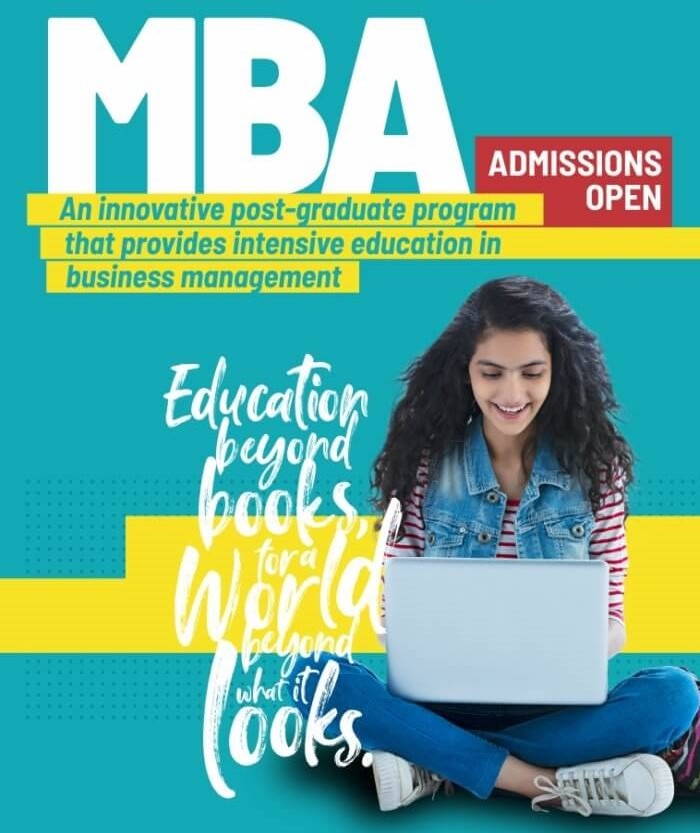 MBA
ADMISSIONS
OPEN
An innovative post-graduate program
that provides intensive education in
business management
Education
beyond
books,
for a
World
beyond
what it
looks.